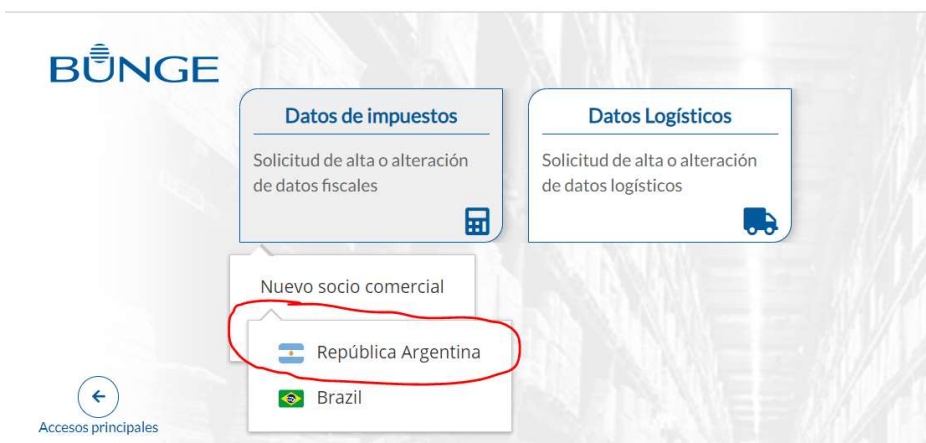 BUNGE
Datos de impuestos
Solicitud de alta o alteración
de datos fiscales
Datos Logísticos
Solicitud de alta o alteración
de datos logísticos
Nuevo socio comercial
República Argentina
Brazil
Accesos principales